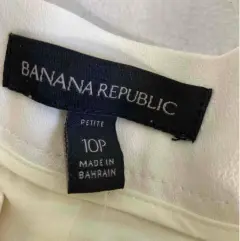 BANANA REPUBLIC
PETITE
10P
MADE IN
BAHRAIN